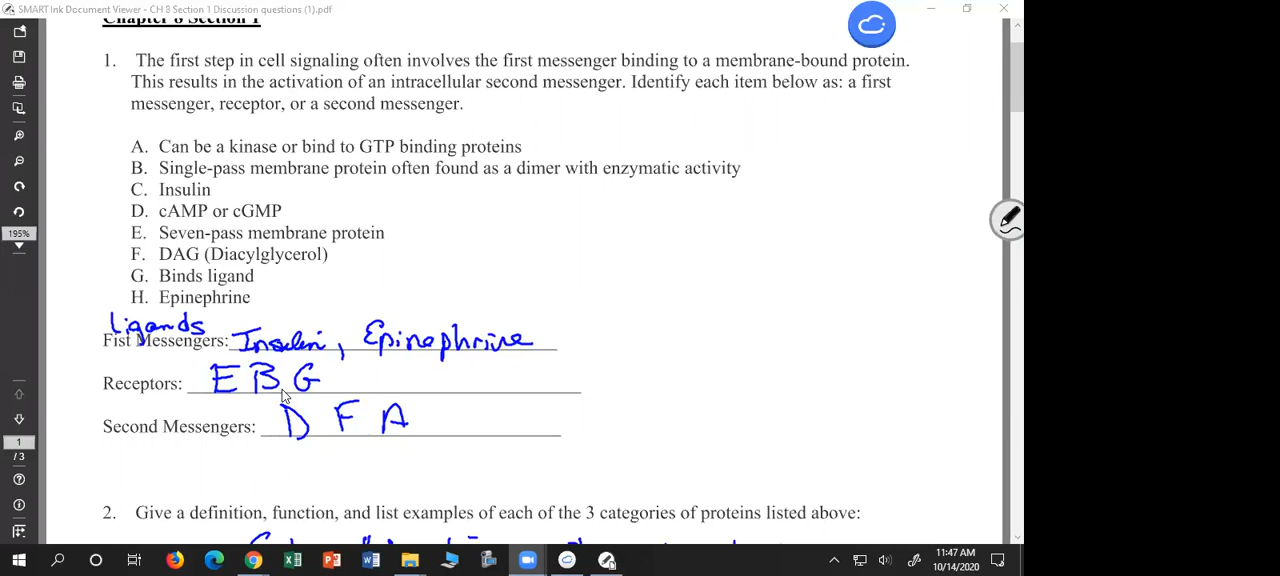 SMART Ink Document Viewer - CH 8 Section 1 Discussion questions (1).pdf
Chapter 8 Section 1
1. The first step in cell signaling often involves the first messenger binding to a membrane-bound protein.
This results in the activation of an intracellular second messenger. Identify each item below as: a first
messenger, receptor, or a second messenger.
A. Can be a kinase or bind to GTP binding proteins
B. Single-pass membrane protein often found as a dimer with enzymatic activity
C. Insulin
D. cAMP or cGMP
E. Seven-pass membrane protein
F. DAG (Diacylglycerol)
G. Binds ligand
H. Epinephrine
Ligands
Fist Messengers: Insulin, Epinephrine
Receptors: E B G
Second Messengers: D F A
195%
1
/ 3
2. Give a definition, function, and list examples of each of the 3 categories of proteins listed above:
11:47 AM
10/14/2020